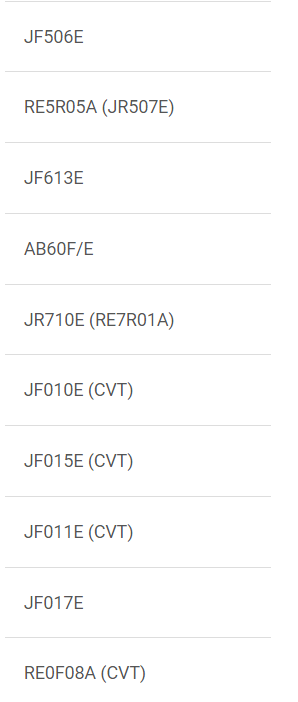 JF506E
RE5R05A (JR507E)
JF613E
AB60F/E
JR710E (RE7R01A)
JF010E (CVT)
JF015E (CVT)
JF011E (CVT)
JF017E
RE0F08A (CVT)